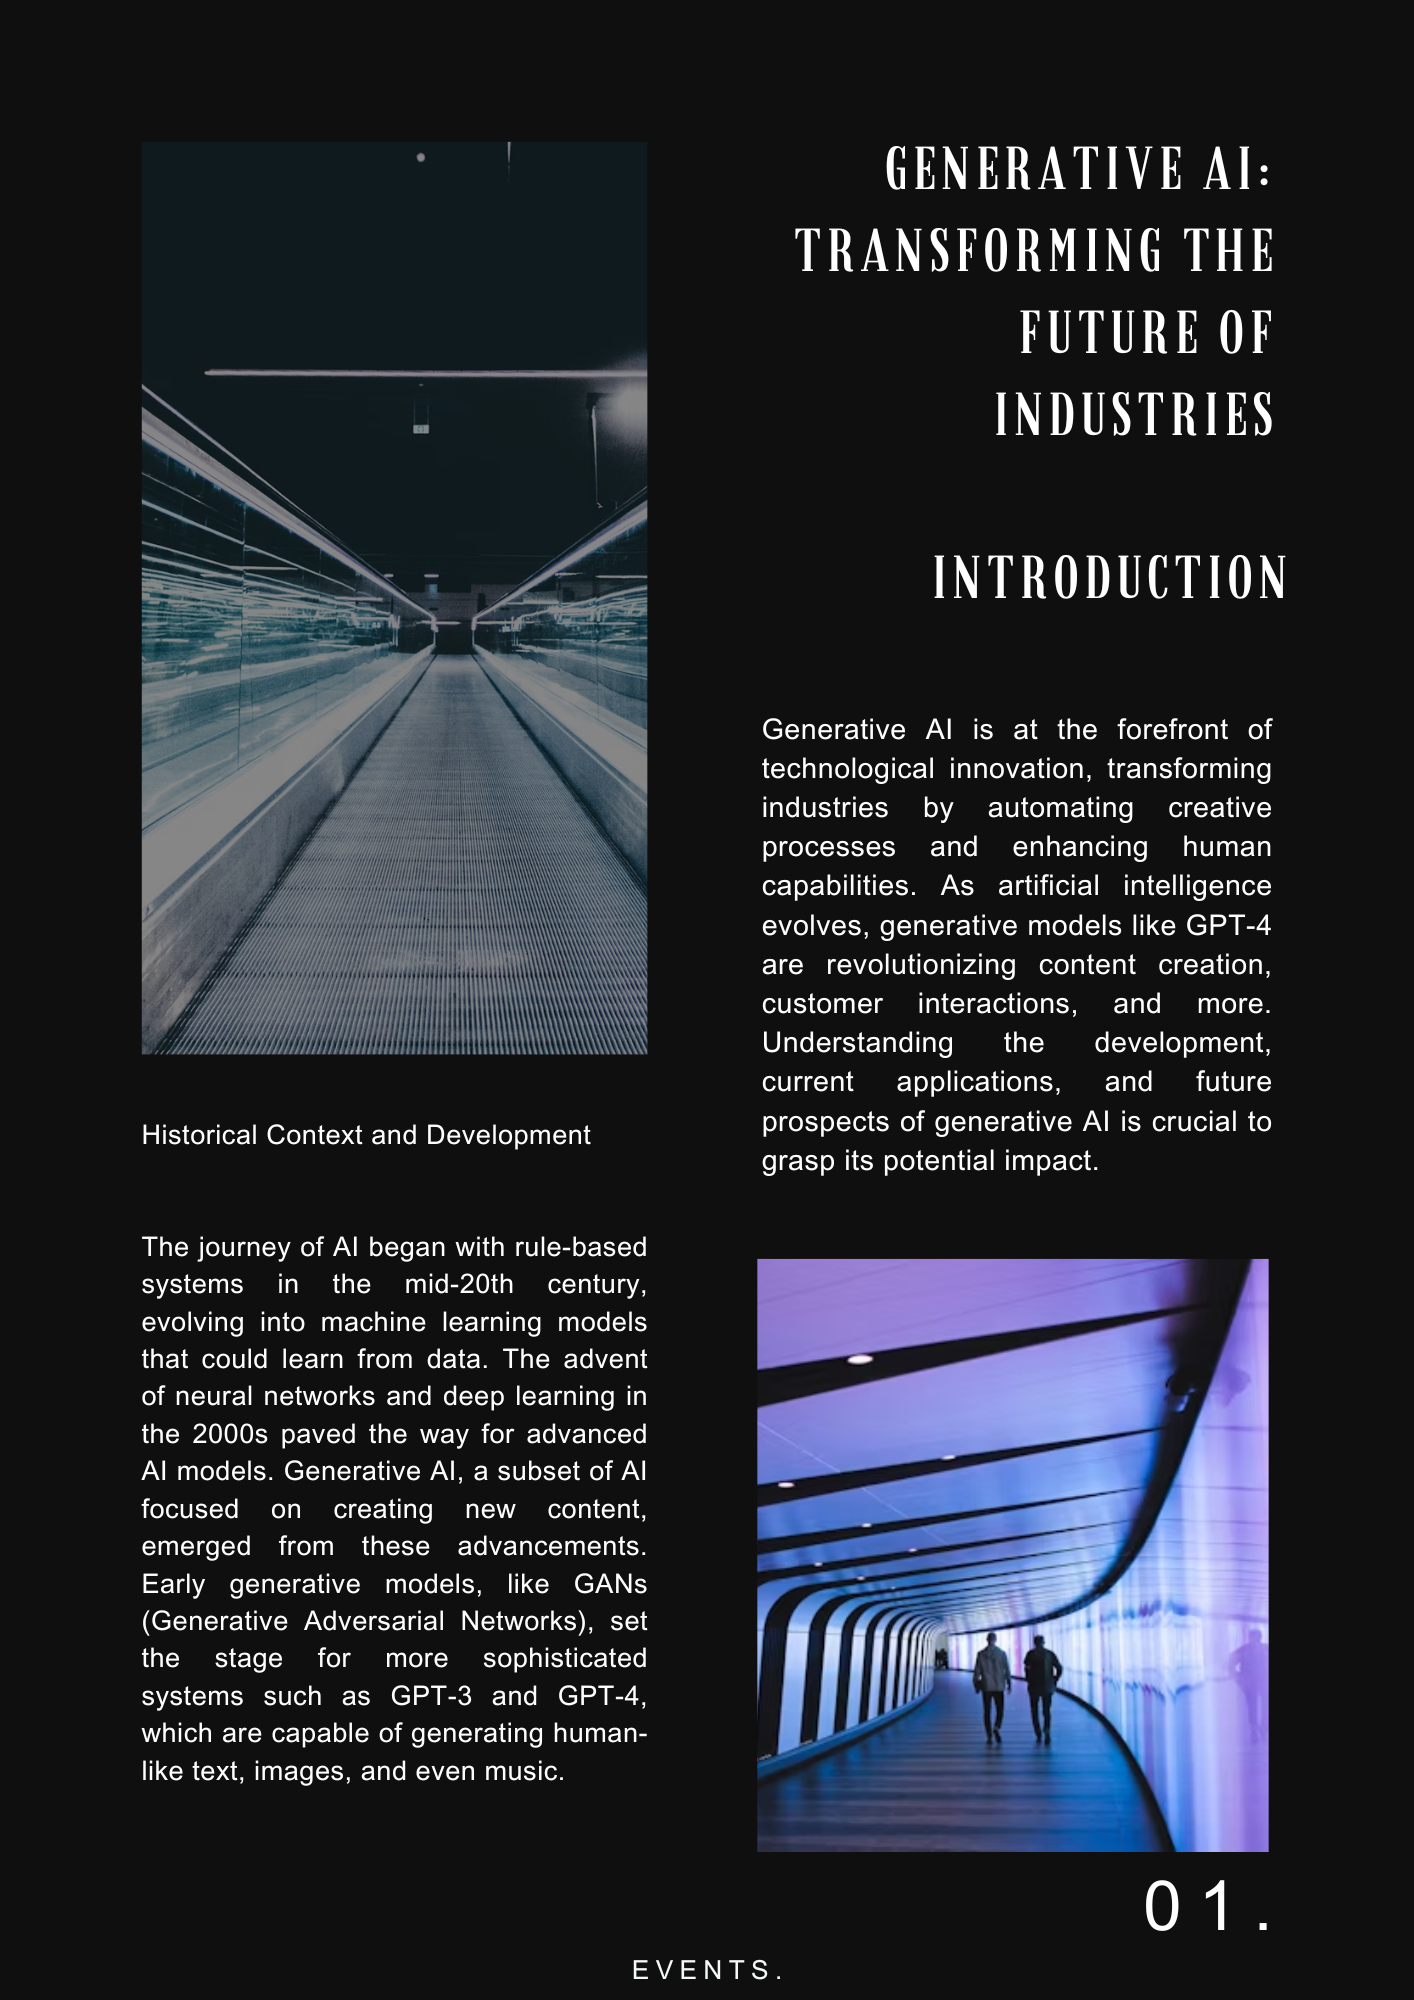 GENERATIVE AI:
TRANSFORMING THE
FUTURE OF
INDUSTRIES
INTRODUCTION
Generative AI is at the forefront of
technological innovation, transforming
industries by automating creative
processes and enhancing human
capabilities. As artificial intelligence
evolves, generative models like GPT-4
are revolutionizing content creation,
customer interactions, and more.
Understanding the development,
current applications, and future
prospects of generative AI is crucial to
grasp its potential impact.
Historical Context and Development
The journey of AI began with rule-based
systems in the mid-20th century,
evolving into machine learning models
that could learn from data. The advent
of neural networks and deep learning in
the 2000s paved the way for advanced
AI models. Generative AI, a subset of AI
focused on creating new content,
emerged from these advancements.
Early generative models, like GANs
(Generative Adversarial Networks), set
the stage for more sophisticated
systems such as GPT-3 and GPT-4,
which are capable of generating human-
like text, images, and even music.
01.
EVENTS.